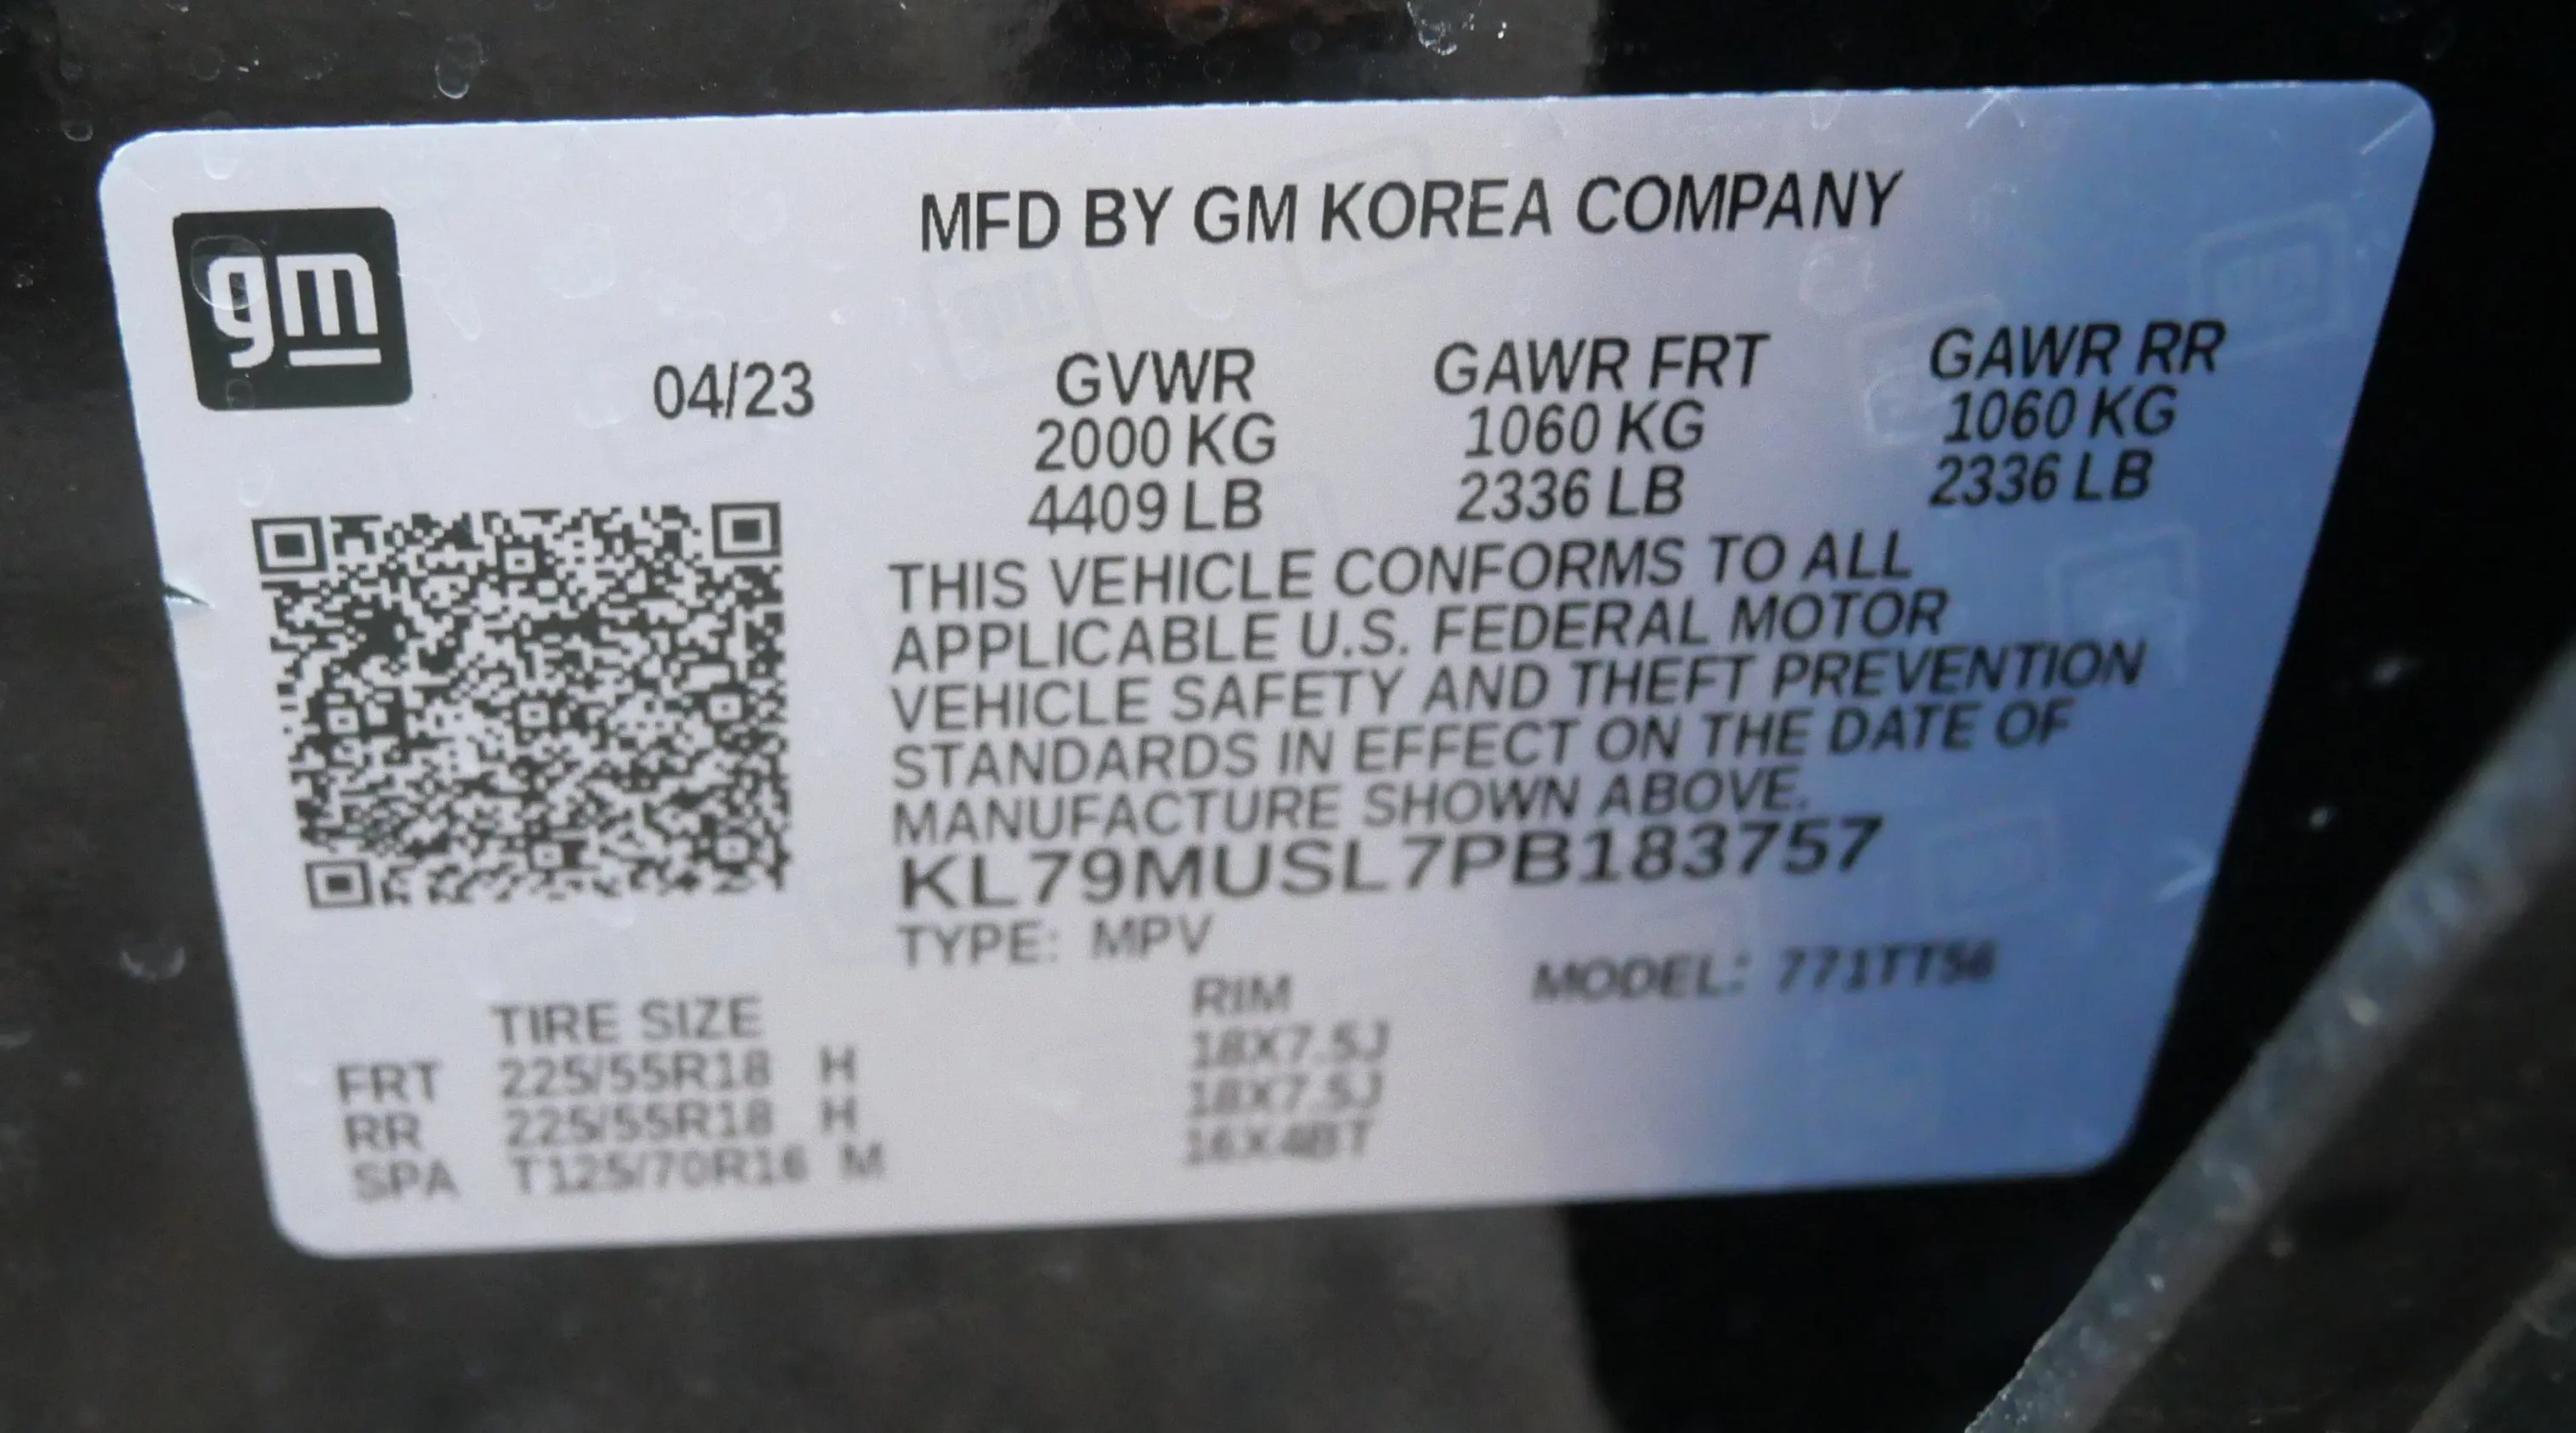 gm
MFD BY GM KOREA COMPANY
04/23
GVWR GAWR FRT GAWR RR
2000 KG 1060 KG 1060 KG
4409 LB 2336 LB 2336 LB
THIS VEHICLE CONFORMS TO ALL
APPLICABLE U.S. FEDERAL MOTOR
VEHICLE SAFETY AND THEFT PREVENTION
STANDARDS IN EFFECT ON THE DATE OF
MANUFACTURE SHOWN ABOVE.
KL79MUSL7PB183757
TYPE: MPV
MODEL: 771TT56
TIRE SIZE RIM
FRT 225/55R18 H 18X7.5J
RR 225/55R18 H 18X7.5J
SPA T125/70R16 M 16X4BT